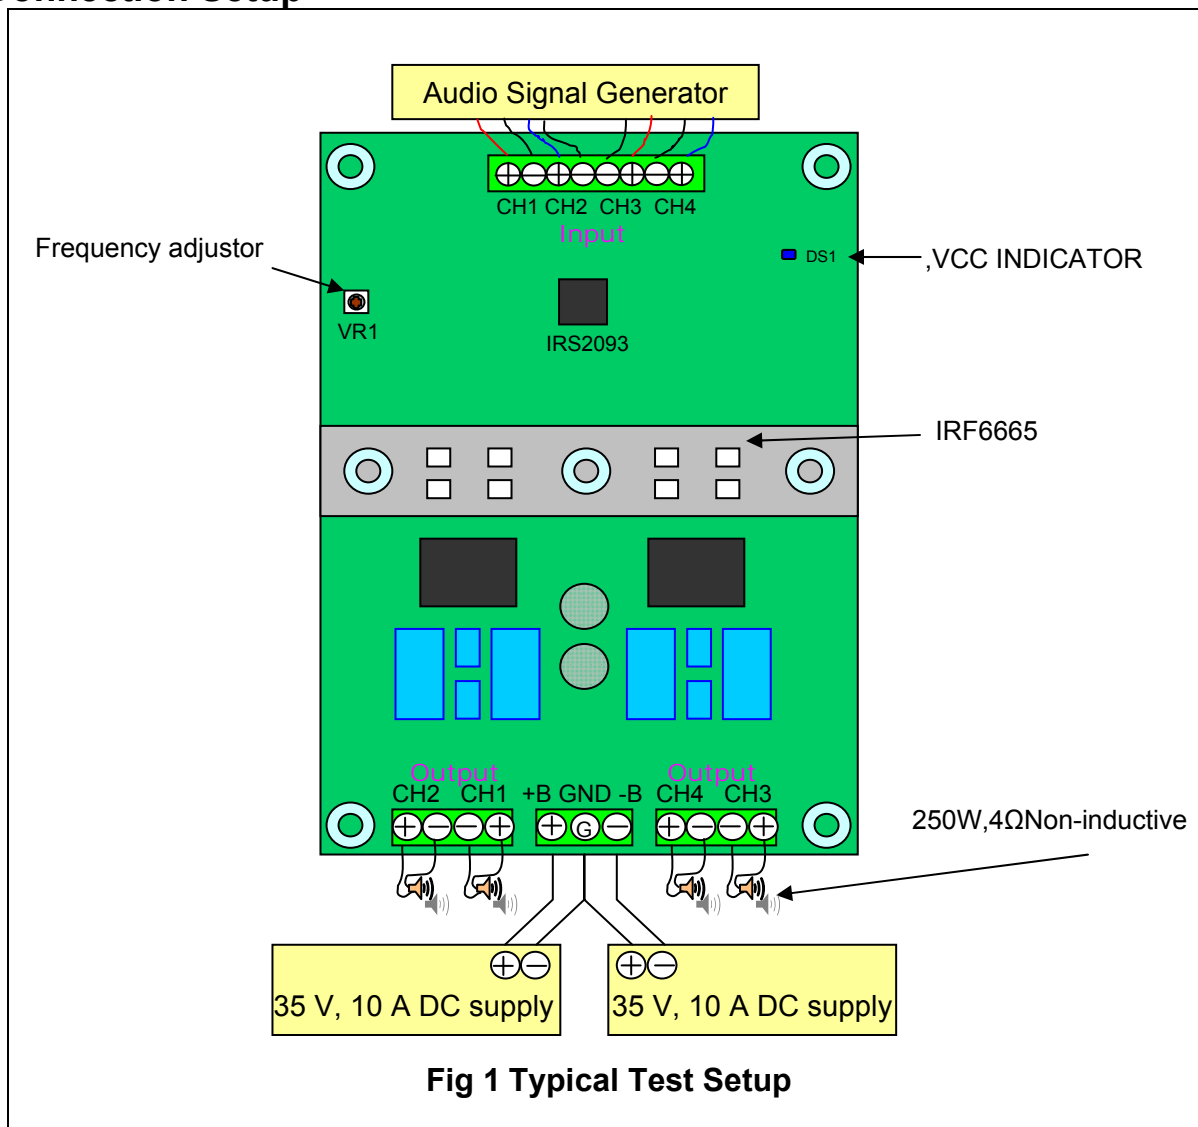 Connection Setup
Audio Signal Generator
CH1 CH2 CH3 CH4
Input
Frequency adjustor
DS1
,VCC INDICATOR
VR1
IRS2093
IRF6665
Output
Output
CH2 CH1 +B GND -B CH4 CH3
G
250W,4ΩNon-inductive
35 V, 10 A DC supply
35 V, 10 A DC supply
Fig 1 Typical Test Setup